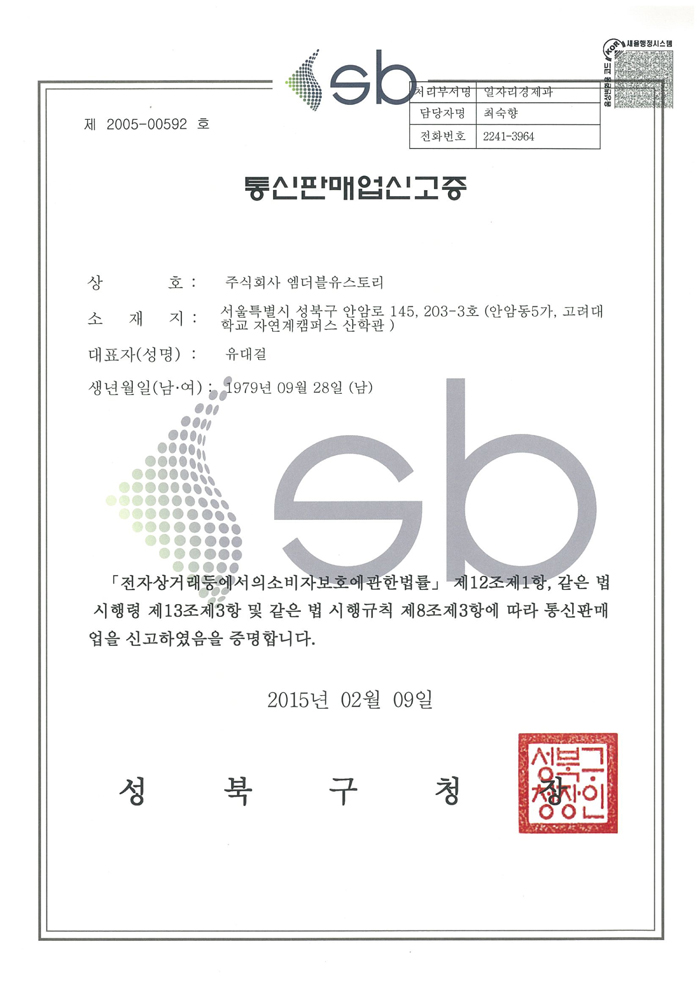 sb
KOR 새올행정시스템
음성변환용 코드
처리부서명 일자리경제과
담당자명 최숙향
전화번호 2241-3964
제 2005-00592 호
통신판매업신고증
상 호 : 주식회사 엠더블유스토리
소 재 지 : 서울특별시 성북구 안암로 145, 203-3호 (안암동5가, 고려대
학교 자연계캠퍼스 산학관 )
대표자(성명) : 유대걸
생년월일(남·여) : 1979년 09월 28일 (남)
sb
「전자상거래등에서의소비자보호에관한법률」 제12조제1항, 같은 법
시행령 제13조제3항 및 같은 법 시행규칙 제8조제3항에 따라 통신판매
업을 신고하였음을 증명합니다.
2015년 02월 09일
성 북 구 청 장
성북구
청장인